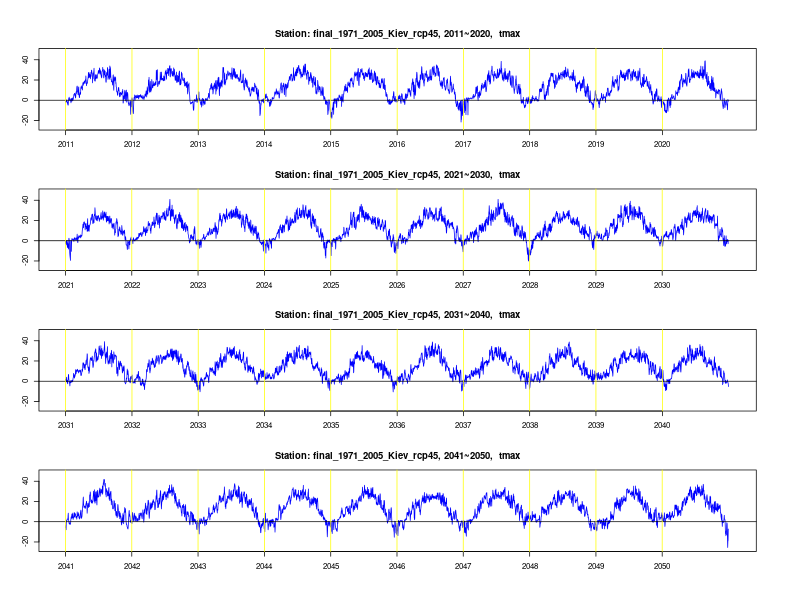 Station: final_1971_2005_Kiev_rcp45, 2011~2020, tmax
40
20
0
-20
2011 2012 2013 2014 2015 2016 2017 2018 2019 2020
Station: final_1971_2005_Kiev_rcp45, 2021~2030, tmax
40
20
0
-20
2021 2022 2023 2024 2025 2026 2027 2028 2029 2030
Station: final_1971_2005_Kiev_rcp45, 2031~2040, tmax
40
20
0
-20
2031 2032 2033 2034 2035 2036 2037 2038 2039 2040
Station: final_1971_2005_Kiev_rcp45, 2041~2050, tmax
40
20
0
-20
2041 2042 2043 2044 2045 2046 2047 2048 2049 2050